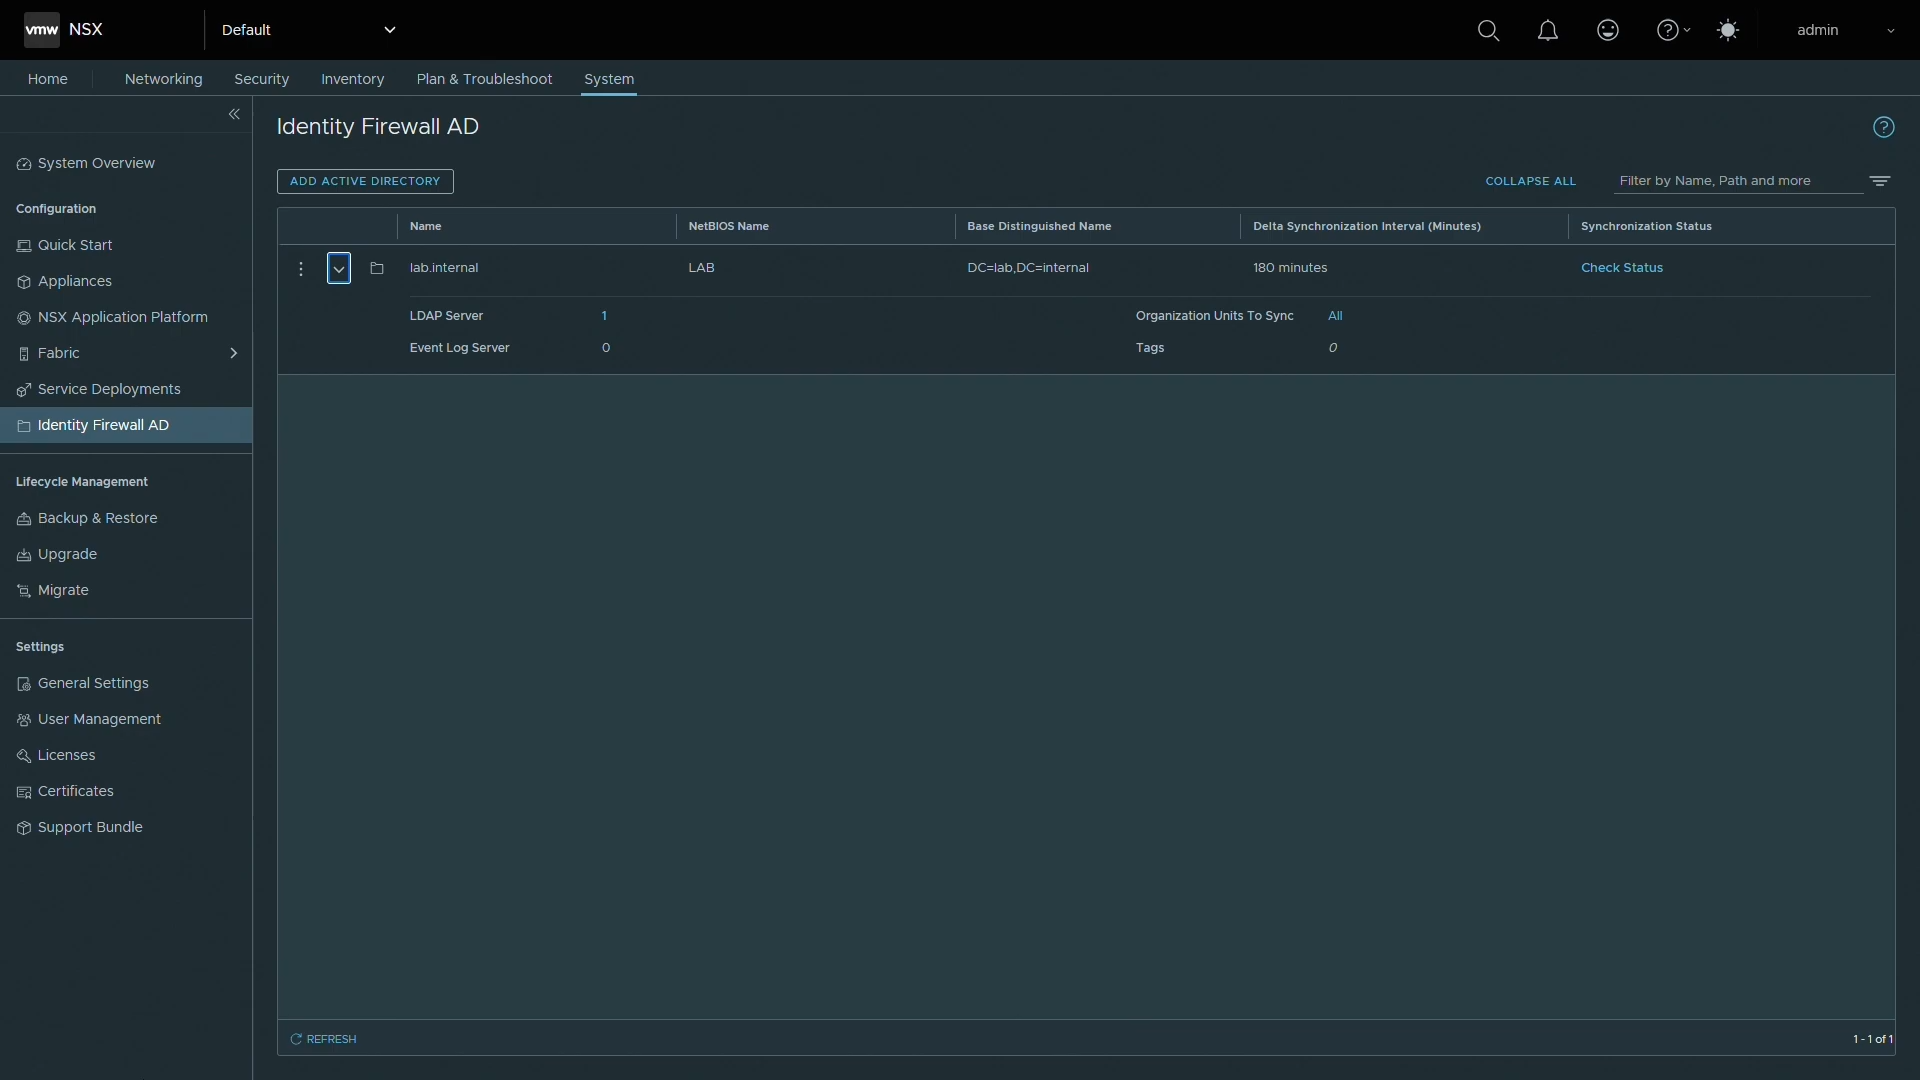 vmw NSX Default admin
Home Networking Security Inventory Plan & Troubleshoot System
System Overview
Configuration
Quick Start
Appliances
NSX Application Platform
Fabric
Service Deployments
Identity Firewall AD
Lifecycle Management
Backup & Restore
Upgrade
Migrate
Settings
General Settings
User Management
Licenses
Certificates
Support Bundle
Identity Firewall AD
ADD ACTIVE DIRECTORY COLLAPSE ALL Filter by Name, Path and more
Name NetBIOS Name Base Distinguished Name Delta Synchronization Interval (Minutes) Synchronization Status
lab.internal LAB DC=lab,DC=internal 180 minutes Check Status
LDAP Server 1 Organization Units To Sync All
Event Log Server 0 Tags 0
REFRESH 1 - 1 of 1